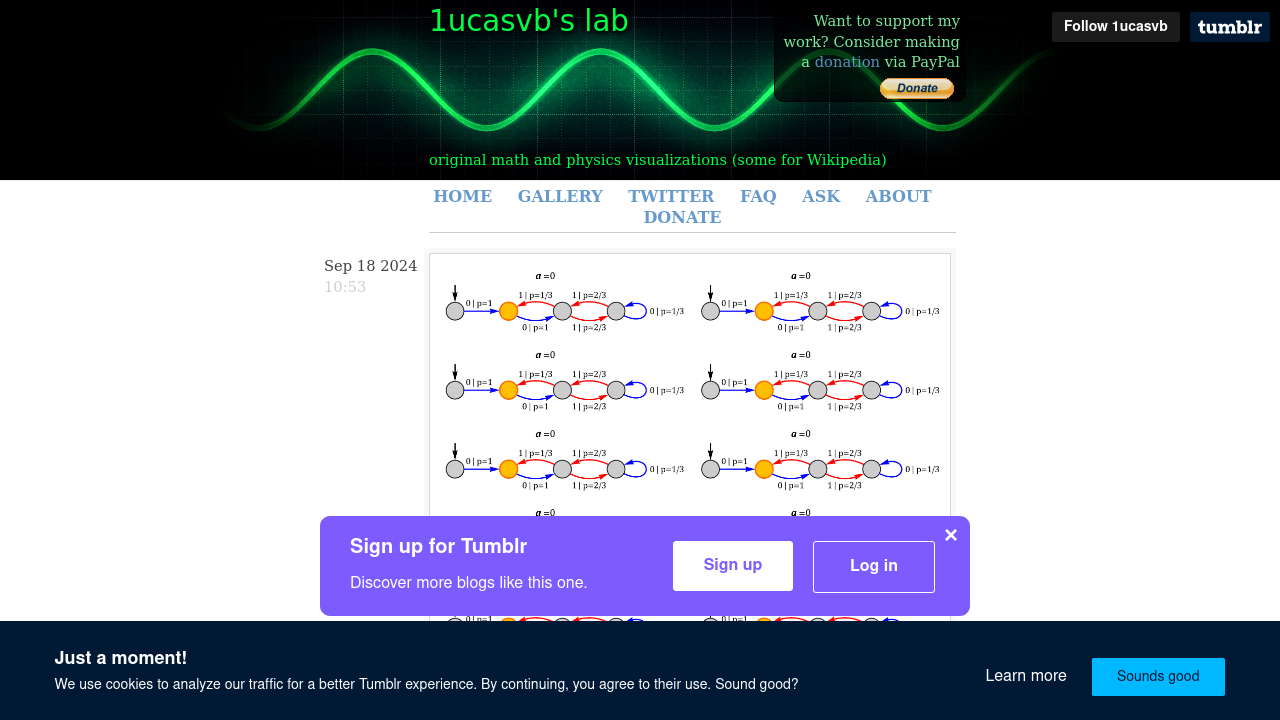 1ucasvb's lab
Want to support my
work? Consider making
a donation via PayPal
Donate
Follow 1ucasvb
tumblr
original math and physics visualizations (some for Wikipedia)
HOME GALLERY TWITTER FAQ ASK ABOUT
DONATE
Sep 18 2024
10:53
a=0 a=0
1 | p=1/3 1 | p=2/3 1 | p=1/3 1 | p=2/3
0 | p=1 0 | p=1/3 0 | p=1 0 | p=1/3
0 | p=1 1 | p=2/3 0 | p=1 1 | p=2/3
a=0 a=0
1 | p=1/3 1 | p=2/3 1 | p=1/3 1 | p=2/3
0 | p=1 0 | p=1/3 0 | p=1 0 | p=1/3
0 | p=1 1 | p=2/3 0 | p=1 1 | p=2/3
a=0 a=0
1 | p=1/3 1 | p=2/3 1 | p=1/3 1 | p=2/3
0 | p=1 0 | p=1/3 0 | p=1 0 | p=1/3
0 | p=1 1 | p=2/3 0 | p=1 1 | p=2/3
a=0 a=0
Sign up for Tumblr
Discover more blogs like this one.
Sign up
Log in
0 | p=1 0 | p=1
Just a moment!
We use cookies to analyze our traffic for a better Tumblr experience. By continuing, you agree to their use. Sound good?
Learn more
Sounds good